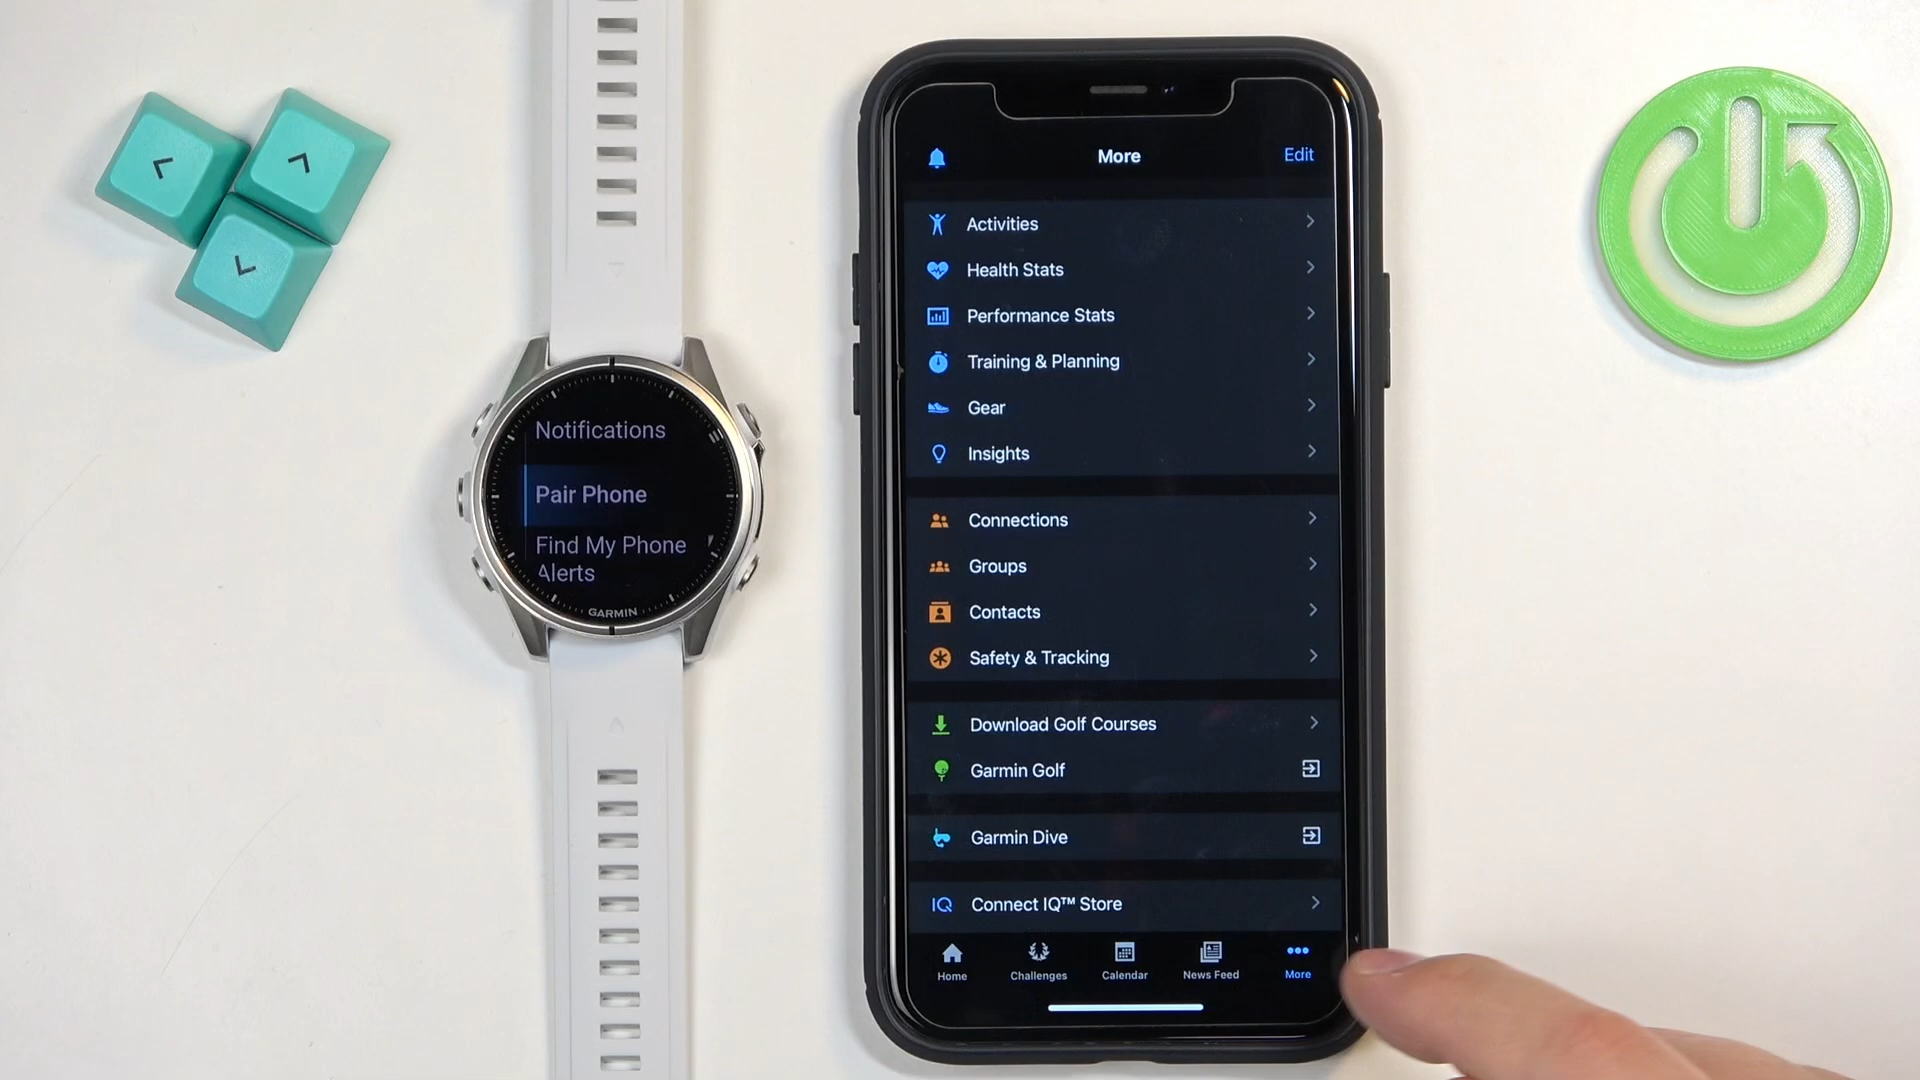 Notifications
Pair Phone
Find My Phone
Alerts
GARMIN
More
Edit
Activities
Health Stats
Performance Stats
Training & Planning
Gear
Insights
Connections
Groups
Contacts
Safety & Tracking
Download Golf Courses
Garmin Golf
Garmin Dive
IQ Connect IQ™ Store
Home
Challenges
Calendar
News Feed
More